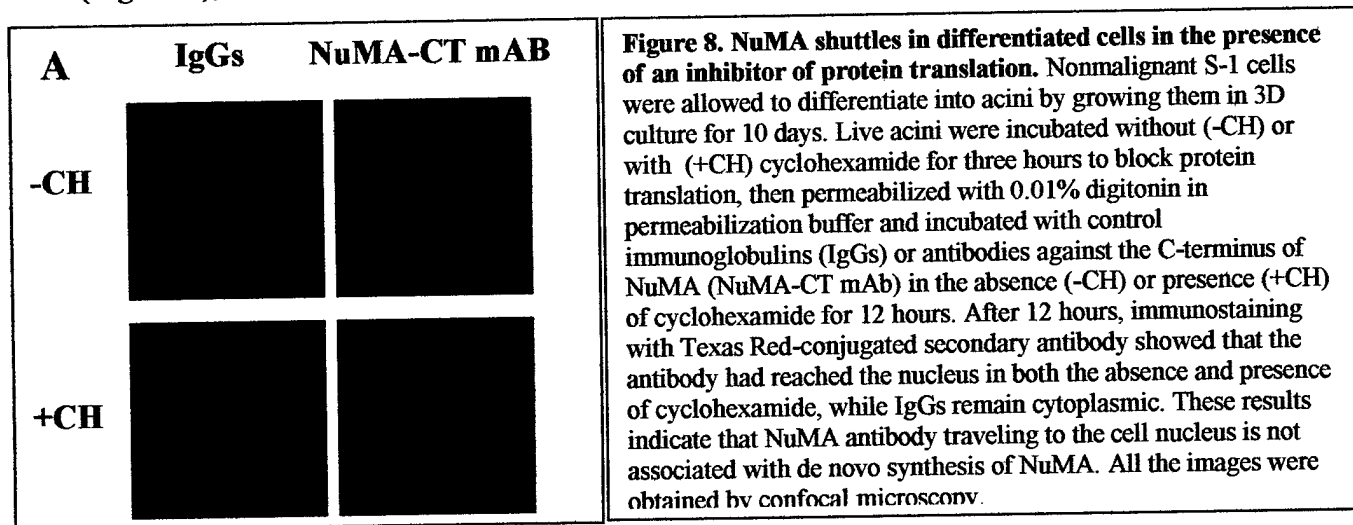 A
IgGs NuMA-CT mAB
-CH
+CH
Figure 8. NuMA shuttles in differentiated cells in the presence
of an inhibitor of protein translation. Nonmalignant S-1 cells
were allowed to differentiate into acini by growing them in 3D
culture for 10 days. Live acini were incubated without (-CH) or
with (+CH) cyclohexamide for three hours to block protein
translation, then permeabilized with 0.01% digitonin in
permeabilization buffer and incubated with control
immunoglobulins (IgGs) or antibodies against the C-terminus of
NuMA (NuMA-CT mAb) in the absence (-CH) or presence (+CH)
of cyclohexamide for 12 hours. After 12 hours, immunostaining
with Texas Red-conjugated secondary antibody showed that the
antibody had reached the nucleus in both the absence and presence
of cyclohexamide, while IgGs remain cytoplasmic. These results
indicate that NuMA antibody traveling to the cell nucleus is not
associated with de novo synthesis of NuMA. All the images were
obtained by confocal microscopy.